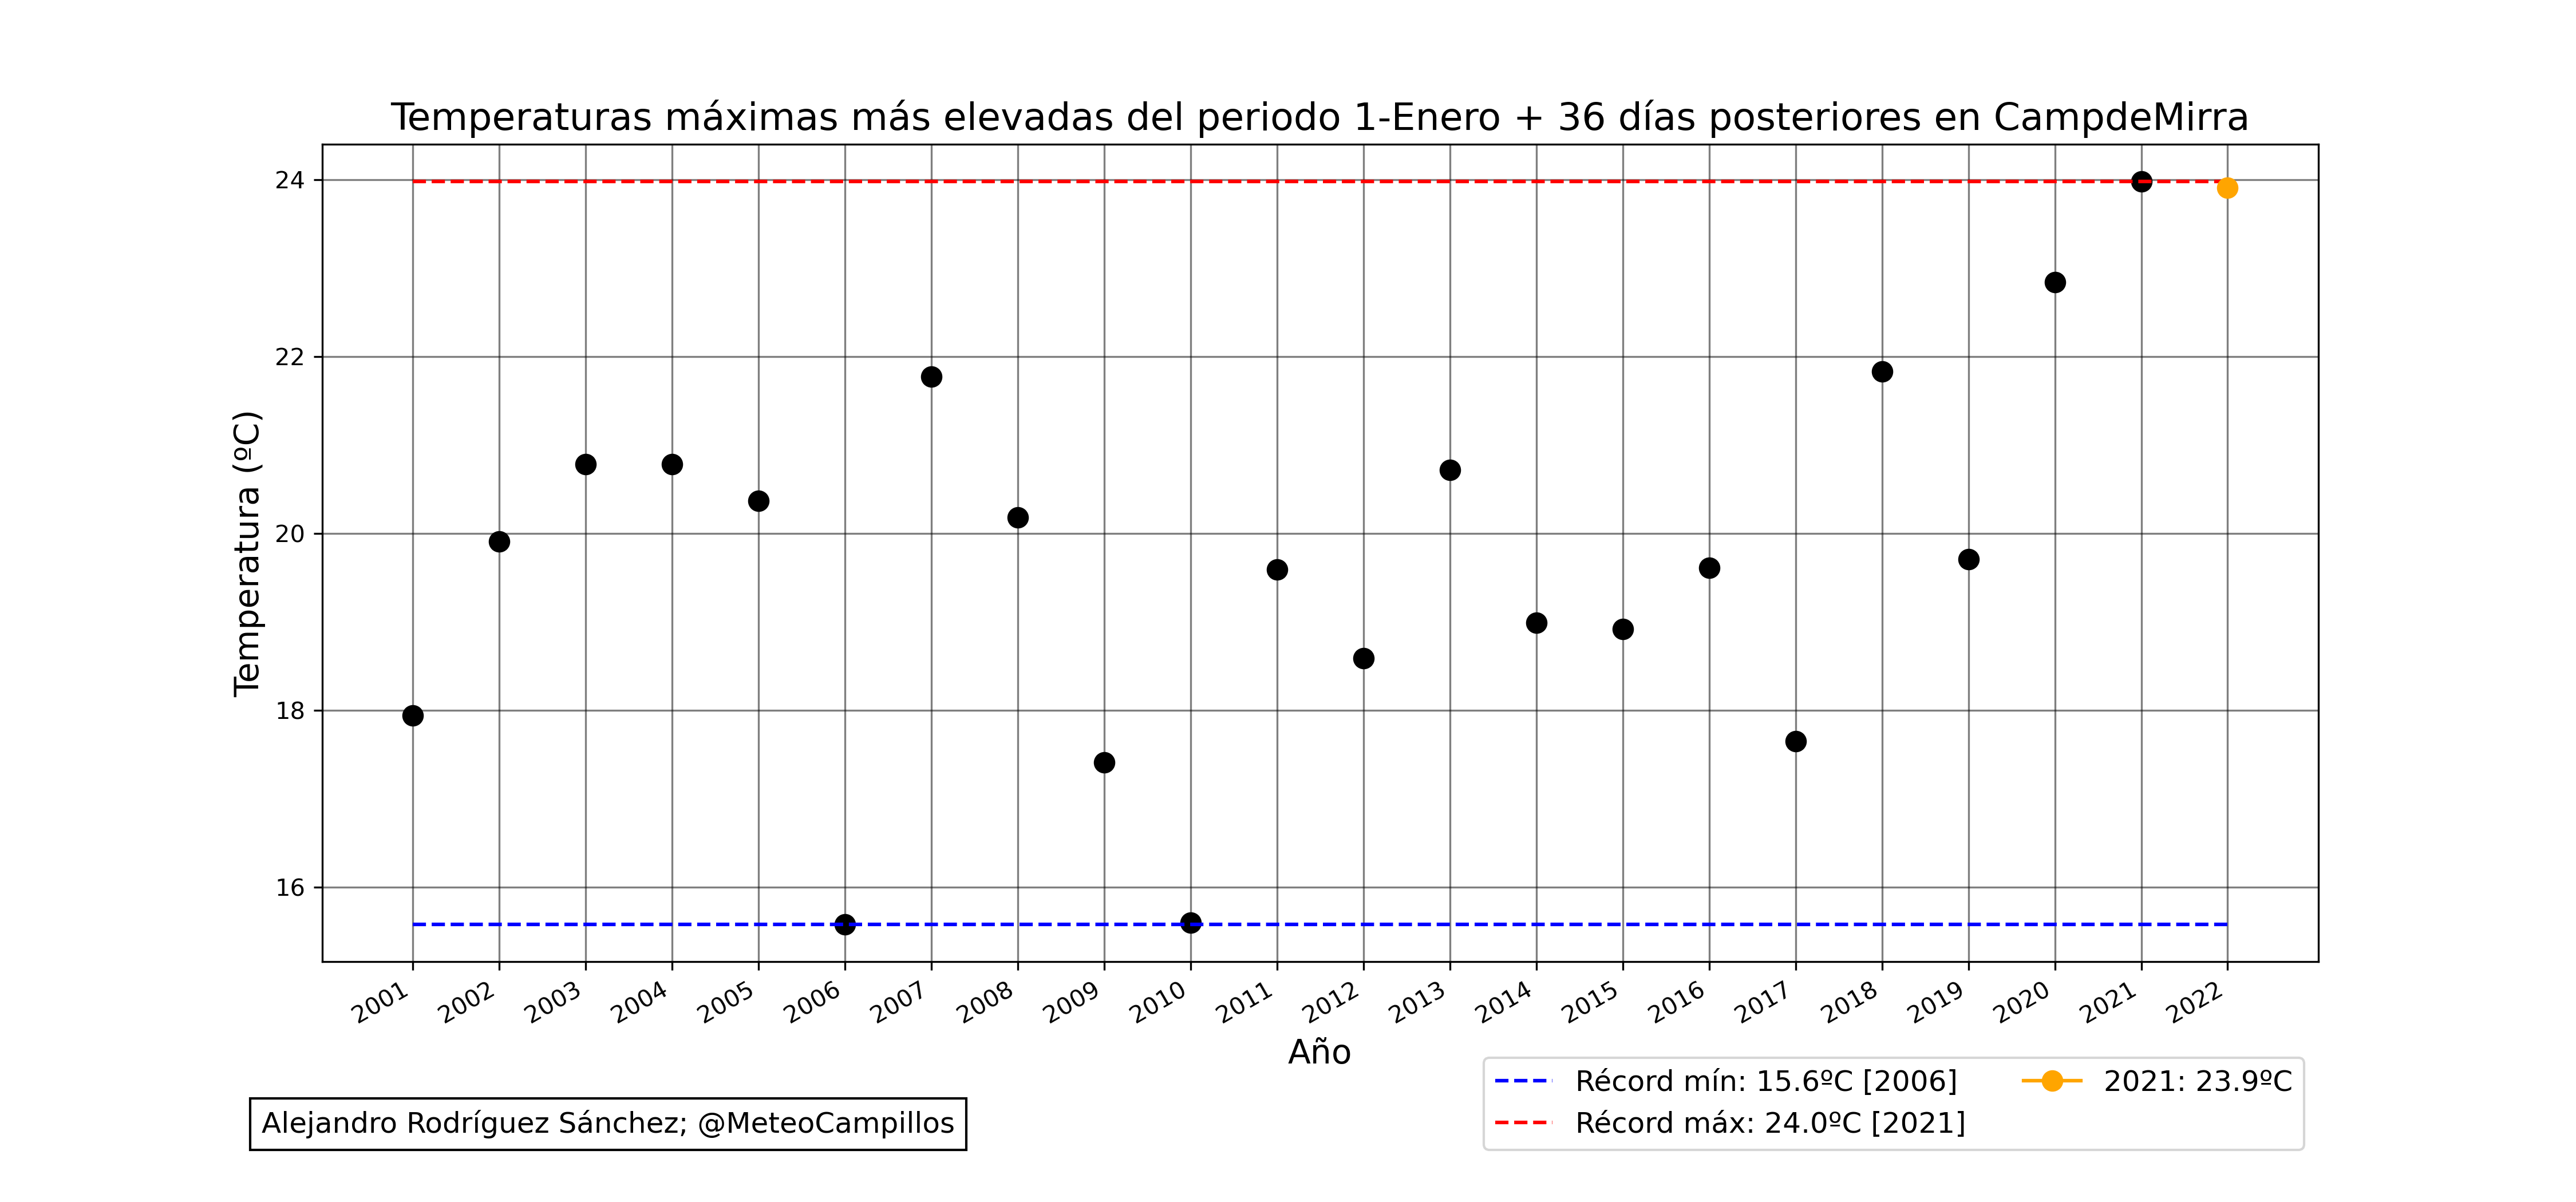 Temperaturas máximas más elevadas del periodo 1-Enero + 36 días posteriores en CampdeMirra
Temperatura (ºC)
24
22
20
18
16
2001 2002 2003 2004 2005 2006 2007 2008 2009 2010 2011 2012 2013 2014 2015 2016 2017 2018 2019 2020 2021 2022
Año
Récord mín: 15.6ºC [2006]
Récord máx: 24.0ºC [2021]
2021: 23.9ºC
Alejandro Rodríguez Sánchez; @MeteoCampillos